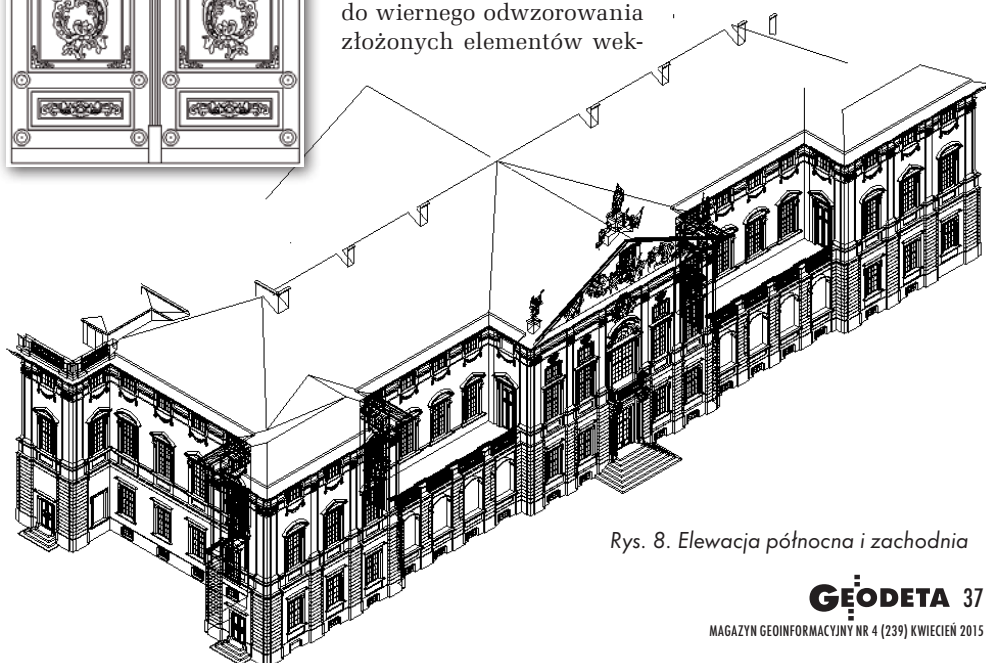 do wiernego odwzorowania
złożonych elementów wek-
Rys. 8. Elewacja północna i zachodnia
GEODETA 37
MAGAZYN GEOINFORMACYJNY NR 4 (239) KWIECIEŃ 2015